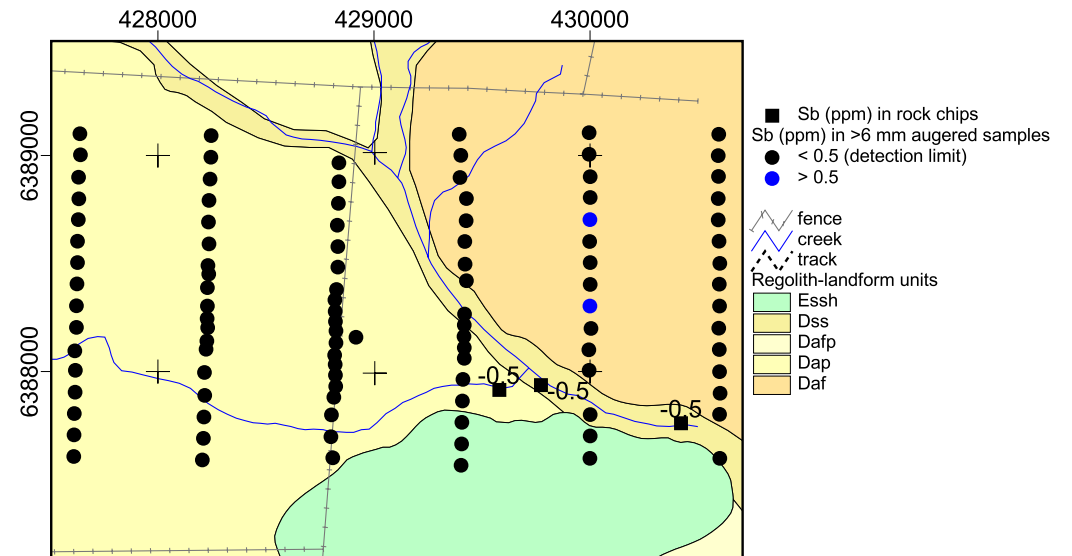 428000 429000 430000
6389000
6388000
-0.5
-0.5
-0.5
Sb (ppm) in rock chips
Sb (ppm) in >6 mm augered samples
< 0.5 (detection limit)
> 0.5
fence
creek
track
Regolith-landform units
Essh
Dss
Dafp
Dap
Daf